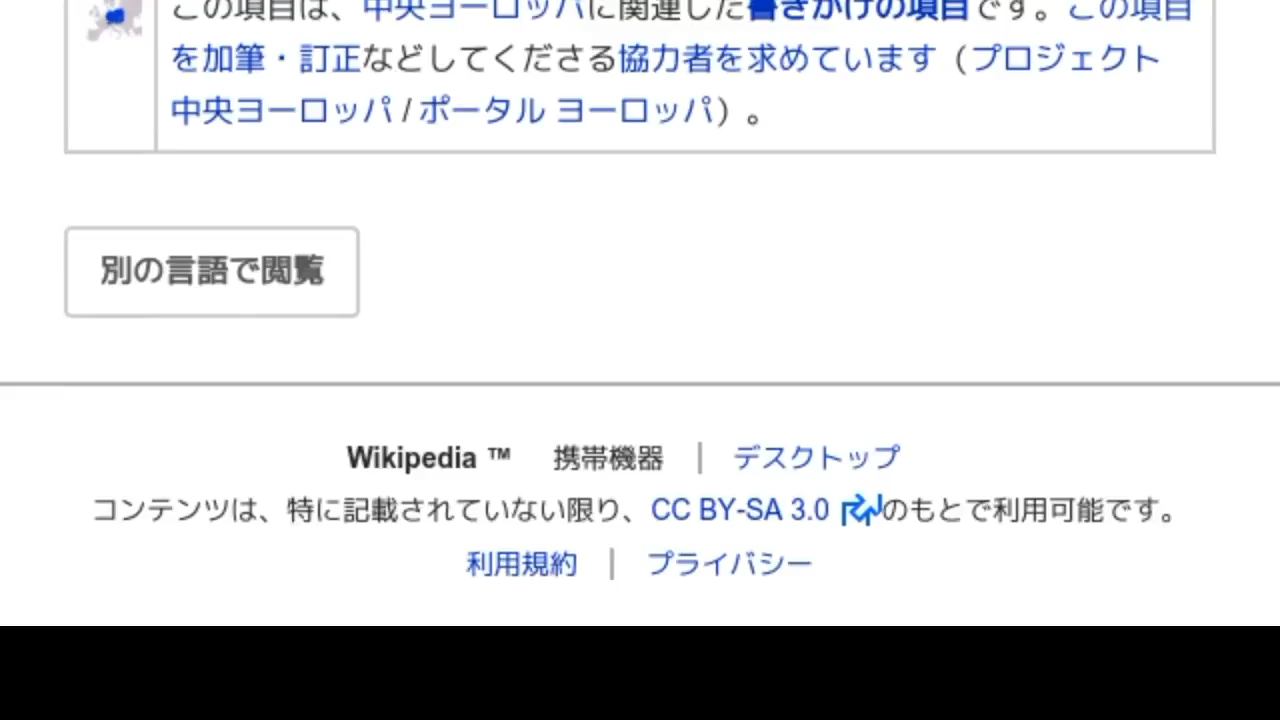 この項目は、中央ヨーロッパに関連した書きかけの項目です。この項目
を加筆・訂正などしてくださる協力者を求めています（プロジェクト
中央ヨーロッパ / ポータル ヨーロッパ）。
別の言語で閲覧
Wikipedia ™ 携帯機器 | デスクトップ
コンテンツは、特に記載されていない限り、CC BY-SA 3.0 のもとで利用可能です。
利用規約 | プライバシー